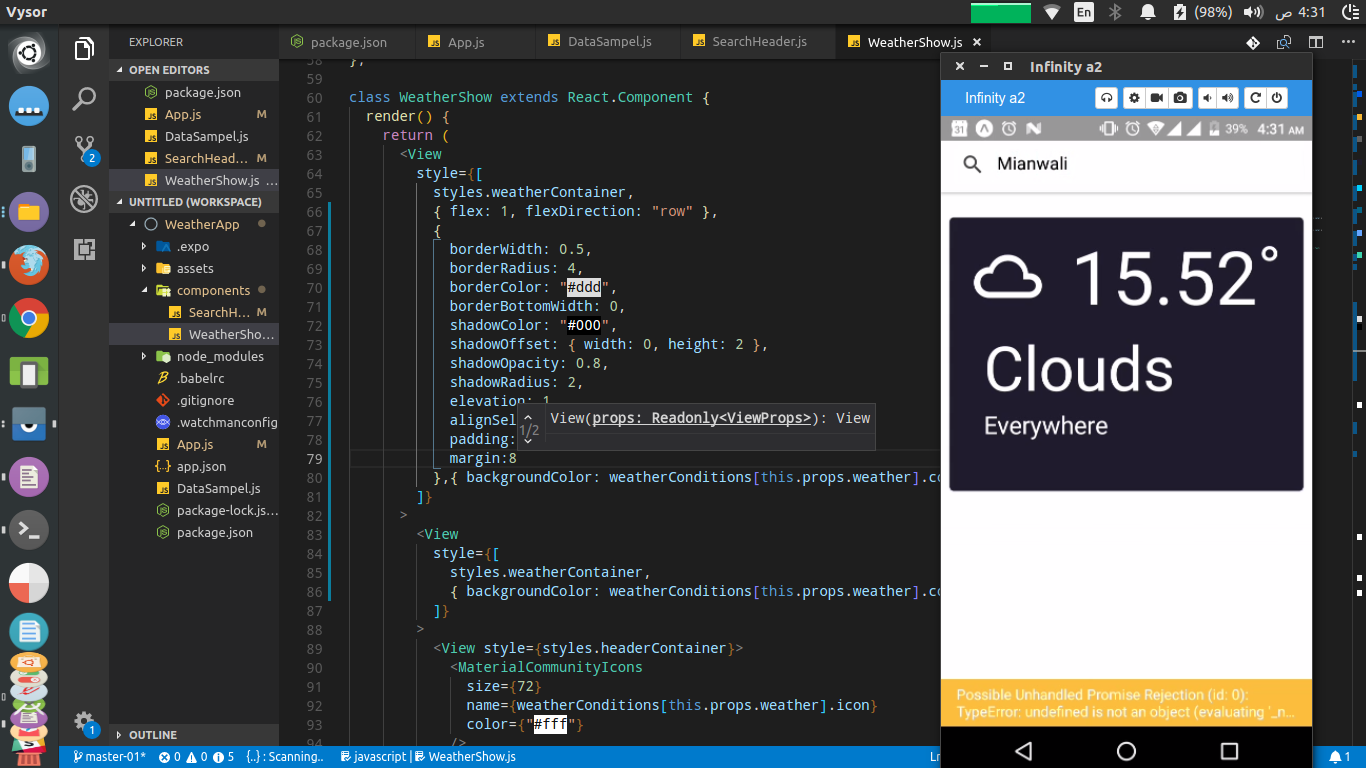 Vysor
En
(98%)
4:31 ص
EXPLORER
OPEN EDITORS
package.json
App.js M
DataSampel.js
SearchHead... M
WeatherShow.js ...
UNTITLED (WORKSPACE)
WeatherApp
.expo
assets
components
SearchH... M
WeatherSho...
node_modules
.babelrc
.gitignore
.watchmanconfig
App.js M
app.json
DataSampel.js
package-lock.js...
package.json
OUTLINE
2
1
package.json
App.js
DataSampel.js
SearchHeader.js
WeatherShow.js
58 },
59
60 class WeatherShow extends React.Component {
61 render() {
62 return (
63 <View
64 style={[
65 styles.weatherContainer,
66 { flex: 1, flexDirection: "row" },
67 {
68 borderWidth: 0.5,
69 borderRadius: 4,
70 borderColor: "#ddd",
71 borderBottomWidth: 0,
72 shadowColor: "#000",
73 shadowOffset: { width: 0, height: 2 },
74 shadowOpacity: 0.8,
75 shadowRadius: 2,
76 elevation: 1
77 alignSel
78 padding:
79 margin:8
80 },{ backgroundColor: weatherConditions[this.props.weather].co
81 ]}
82 >
83 <View
84 style={[
85 styles.weatherContainer,
86 { backgroundColor: weatherConditions[this.props.weather].co
87 ]}
88 >
89 <View style={styles.headerContainer}>
90 <MaterialCommunityIcons
91 size={72}
92 name={weatherConditions[this.props.weather].icon}
93 color={"#fff"}
94 />
1/2
View(props: Readonly<ViewProps>): View
Infinity a2
Infinity a2
31
39% 4:31 AM
Mianwali
15.52°
Clouds
Everywhere
Possible Unhandled Promise Rejection (id: 0):
TypeError: undefined is not an object (evaluating '_n...
master-01* 0 0 5 {..} : Scanning.. javascript | WeatherShow.js
Ln
1